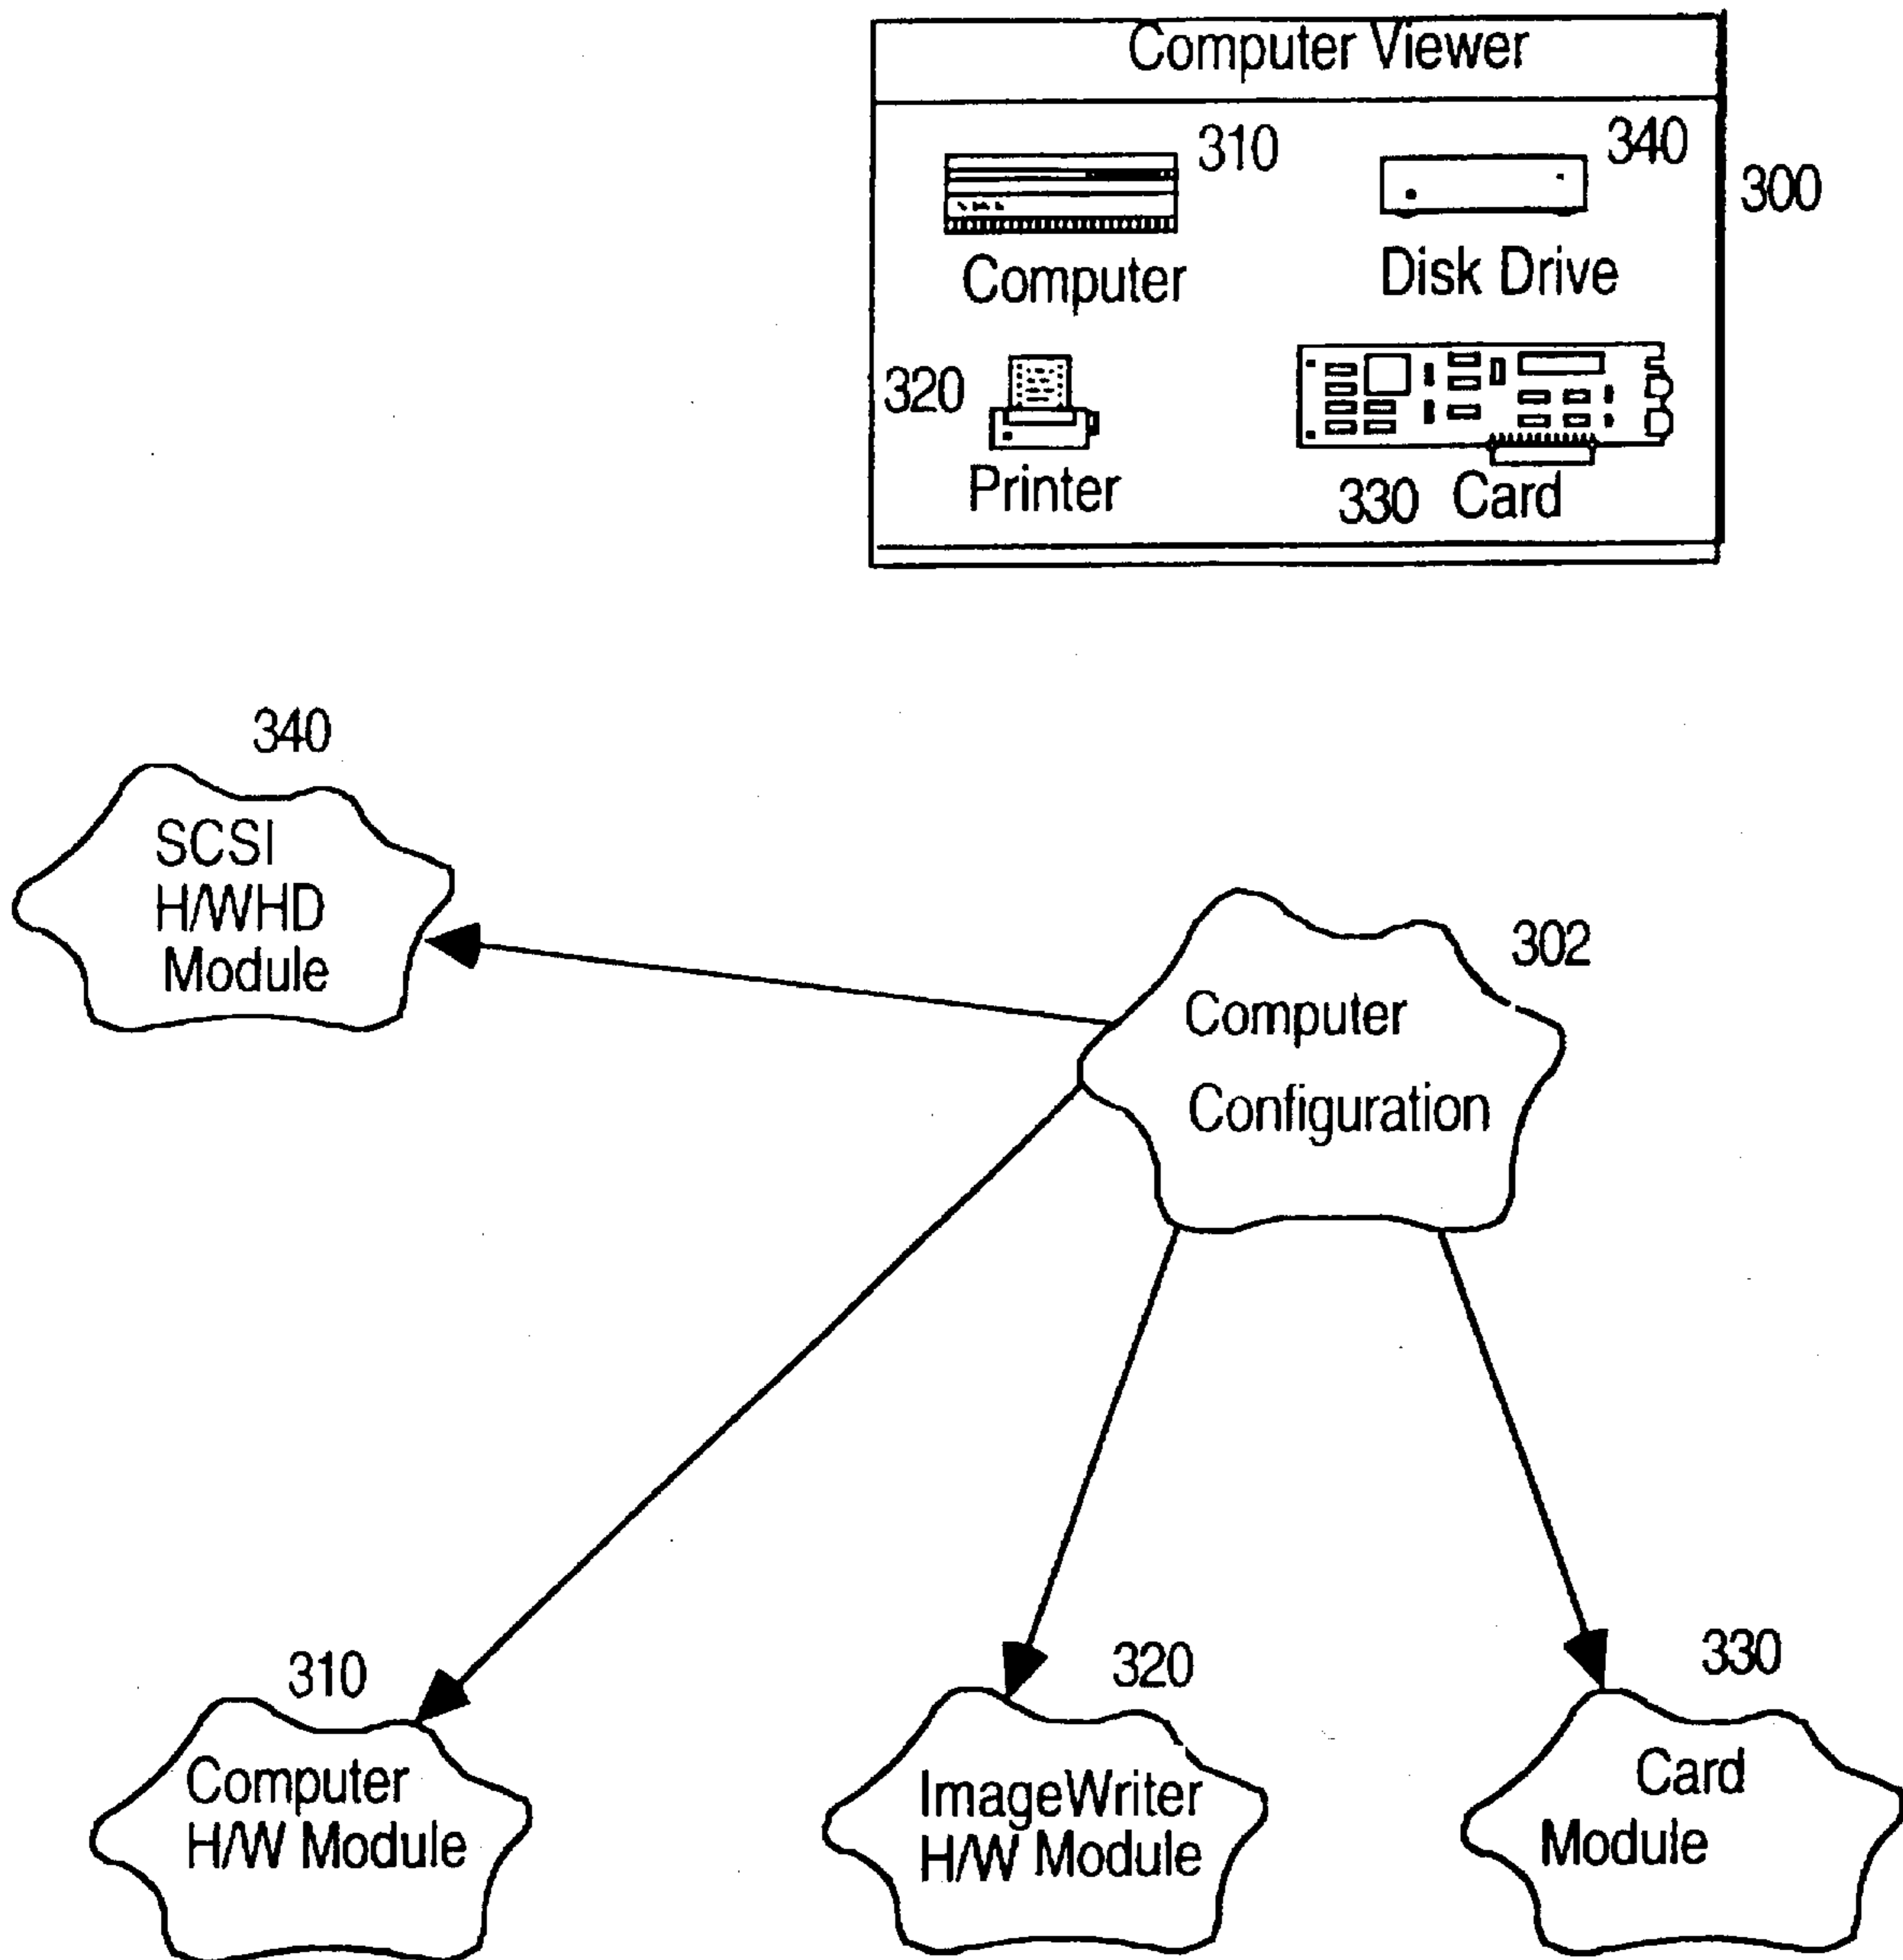 Computer Viewer
310
340
300
Computer
Disk Drive
320
Printer
330 Card
340
SCSI
H/WHD
Module
302
Computer
Configuration
310
Computer
H/W Module
320
ImageWriter
H/W Module
330
Card
Module